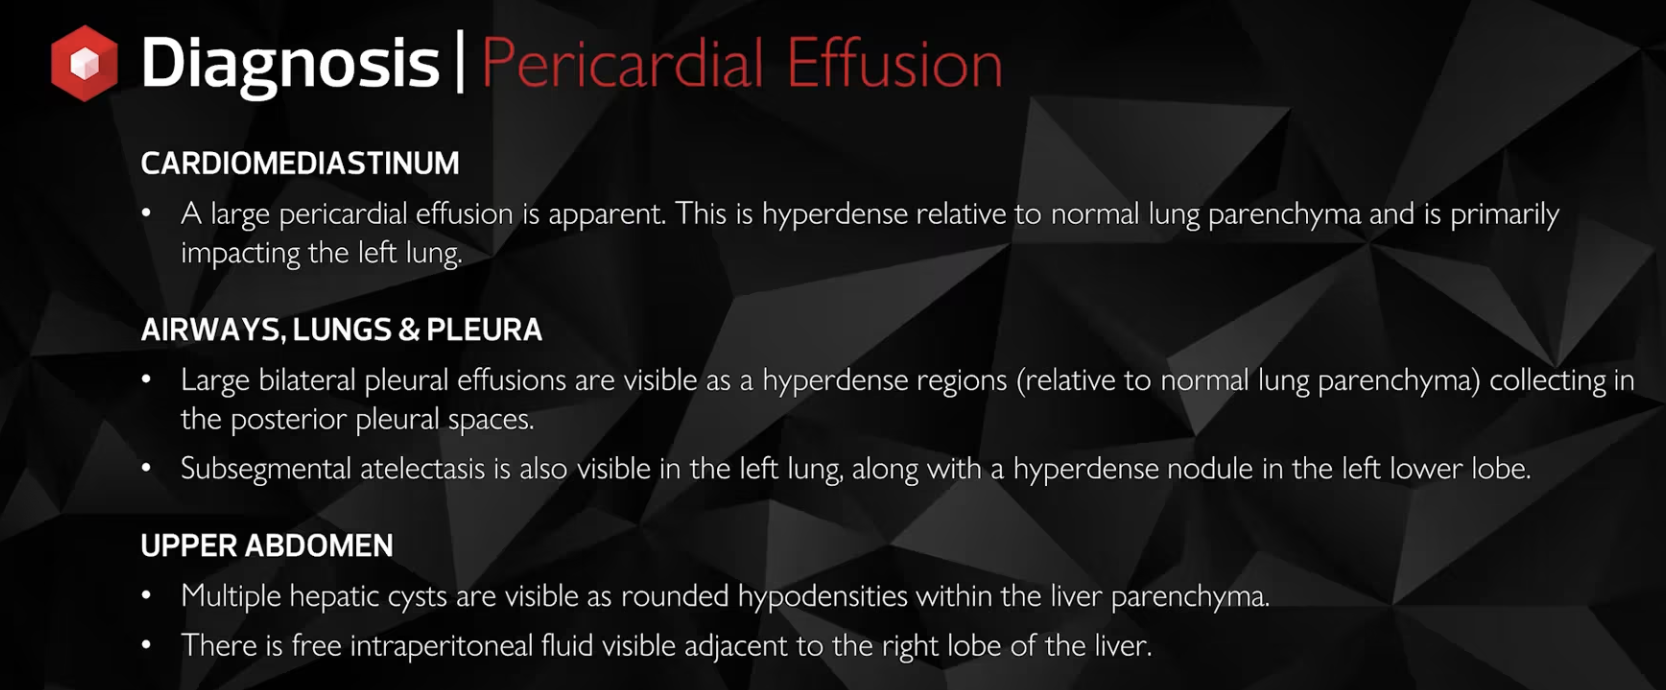 Diagnosis | Pericardial Effusion
CARDIOMEDIASTINUM
• A large pericardial effusion is apparent. This is hyperdense relative to normal lung parenchyma and is primarily
impacting the left lung.
AIRWAYS, LUNGS & PLEURA
• Large bilateral pleural effusions are visible as a hyperdense regions (relative to normal lung parenchyma) collecting in
the posterior pleural spaces.
• Subsegmental atelectasis is also visible in the left lung, along with a hyperdense nodule in the left lower lobe.
UPPER ABDOMEN
• Multiple hepatic cysts are visible as rounded hypodensities within the liver parenchyma.
• There is free intraperitoneal fluid visible adjacent to the right lobe of the liver.